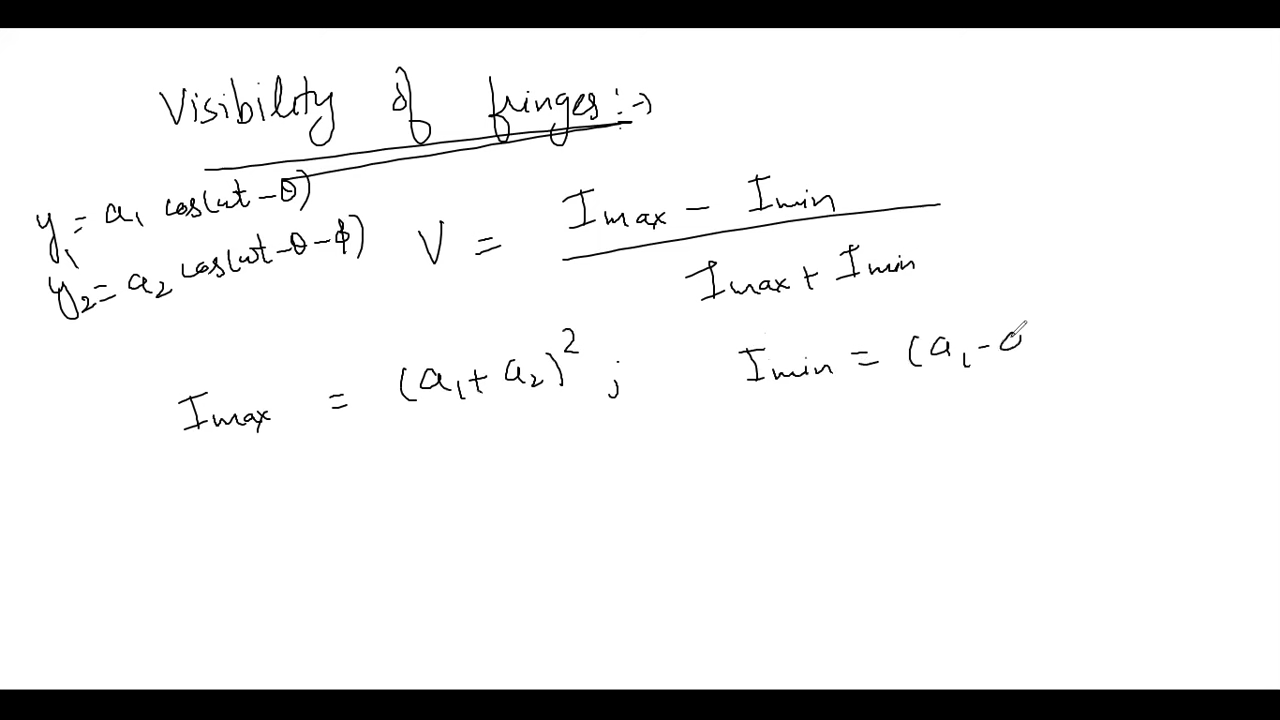 Visibility of fringes :→
y₁ = a₁ cos(ωt - θ)
y₂ = a₂ cos(ωt - θ - φ)
V = (Imax - Imin) / (Imax + Imin)
Imax = (a₁ + a₂)² ; Imin = (a₁ -